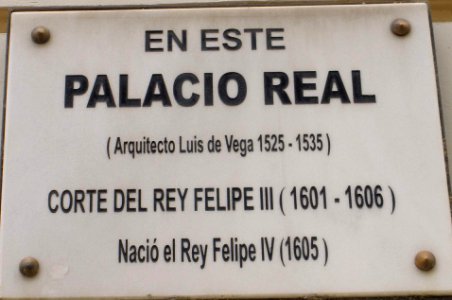 EN ESTE
PALACIO REAL
( Arquitecto Luis de Vega 1525 - 1535 )
CORTE DEL REY FELIPE III ( 1601 - 1606 )
Nació el Rey Felipe IV (1605 )